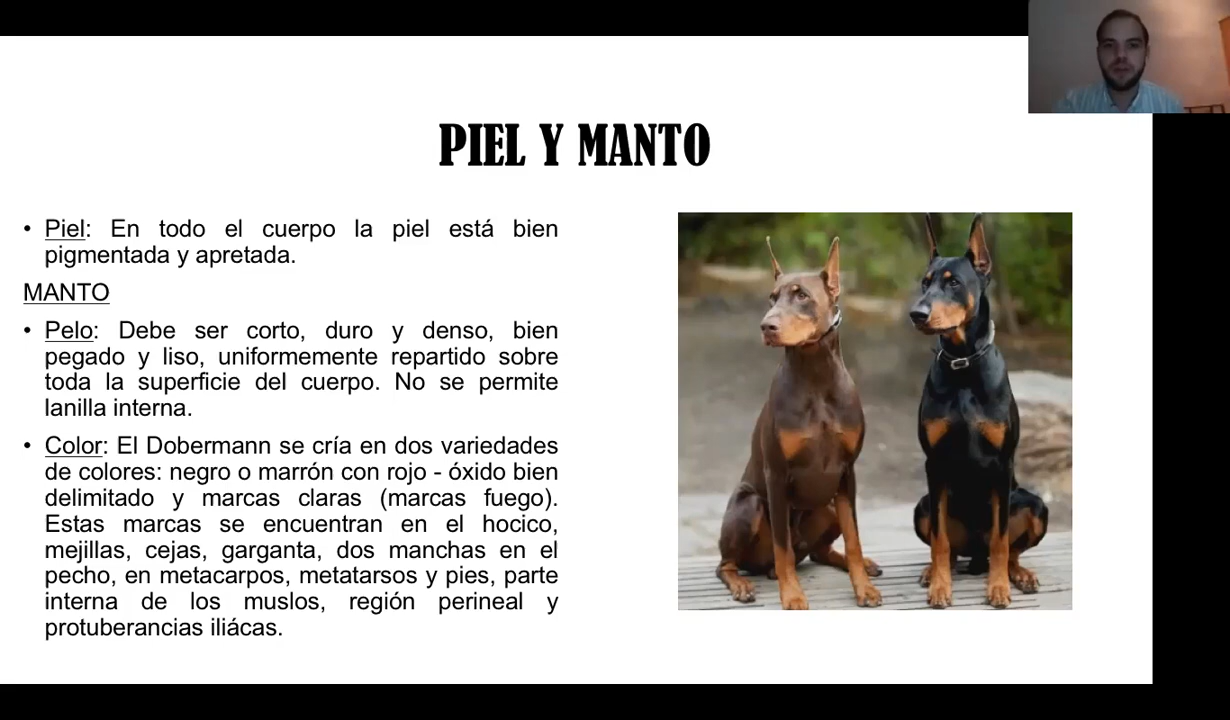 PIEL Y MANTO
• Piel: En todo el cuerpo la piel está bien
pigmentada y apretada.
MANTO
• Pelo: Debe ser corto, duro y denso, bien
pegado y liso, uniformemente repartido sobre
toda la superficie del cuerpo. No se permite
lanilla interna.
• Color: El Dobermann se cría en dos variedades
de colores: negro o marrón con rojo - óxido bien
delimitado y marcas claras (marcas fuego).
Estas marcas se encuentran en el hocico,
mejillas, cejas, garganta, dos manchas en el
pecho, en metacarpos, metatarsos y pies, parte
interna de los muslos, región perineal y
protuberancias iliácas.